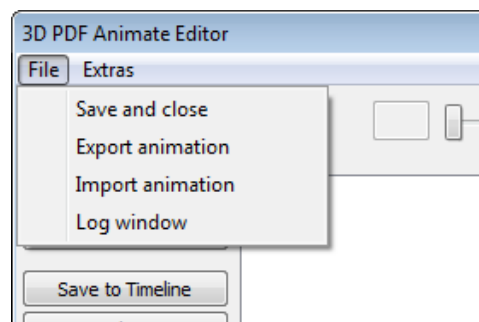 3D PDF Animate Editor
File Extras
Save and close
Export animation
Import animation
Log window
Save to Timeline